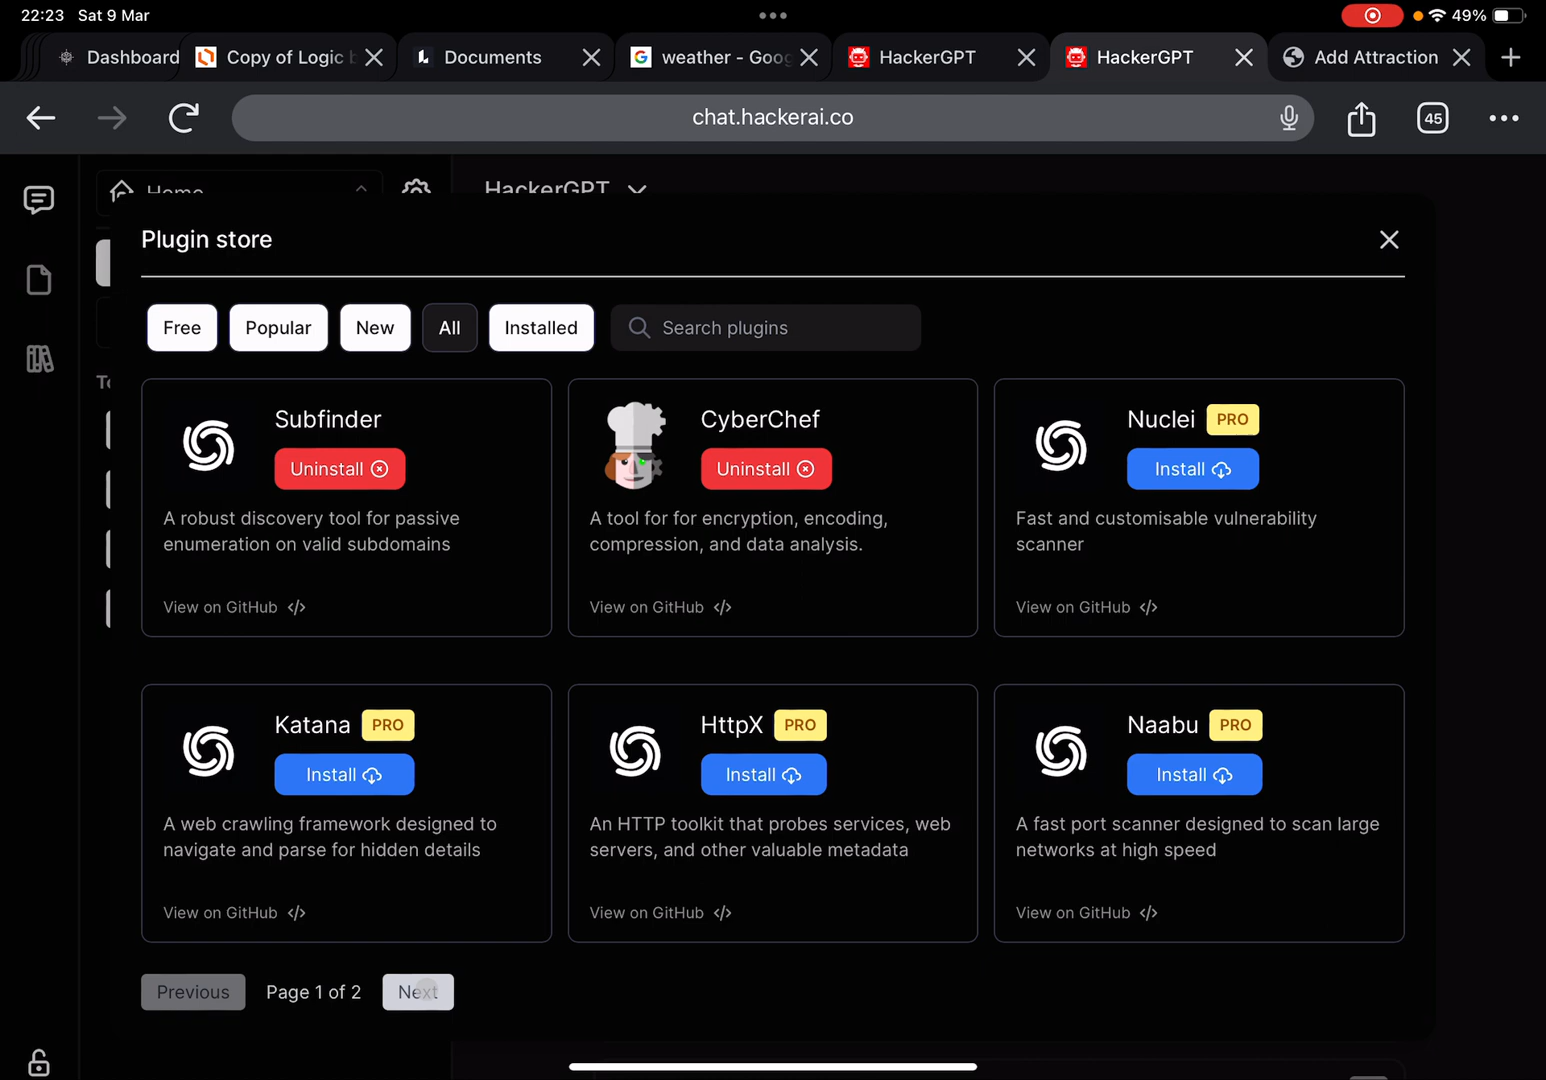 22:23 Sat 9 Mar
49%
Dashboard
Copy of Logic b
Documents
weather - Goog
HackerGPT
HackerGPT
Add Attraction
chat.hackerai.co
45
Home
HackerGPT
Plugin store
Free
Popular
New
All
Installed
Search plugins
Subfinder
Uninstall
A robust discovery tool for passive
enumeration on valid subdomains
View on GitHub </>
CyberChef
Uninstall
A tool for for encryption, encoding,
compression, and data analysis.
View on GitHub </>
Nuclei PRO
Install
Fast and customisable vulnerability
scanner
View on GitHub </>
Katana PRO
Install
A web crawling framework designed to
navigate and parse for hidden details
View on GitHub </>
HttpX PRO
Install
An HTTP toolkit that probes services, web
servers, and other valuable metadata
View on GitHub </>
Naabu PRO
Install
A fast port scanner designed to scan large
networks at high speed
View on GitHub </>
Previous
Page 1 of 2
Next